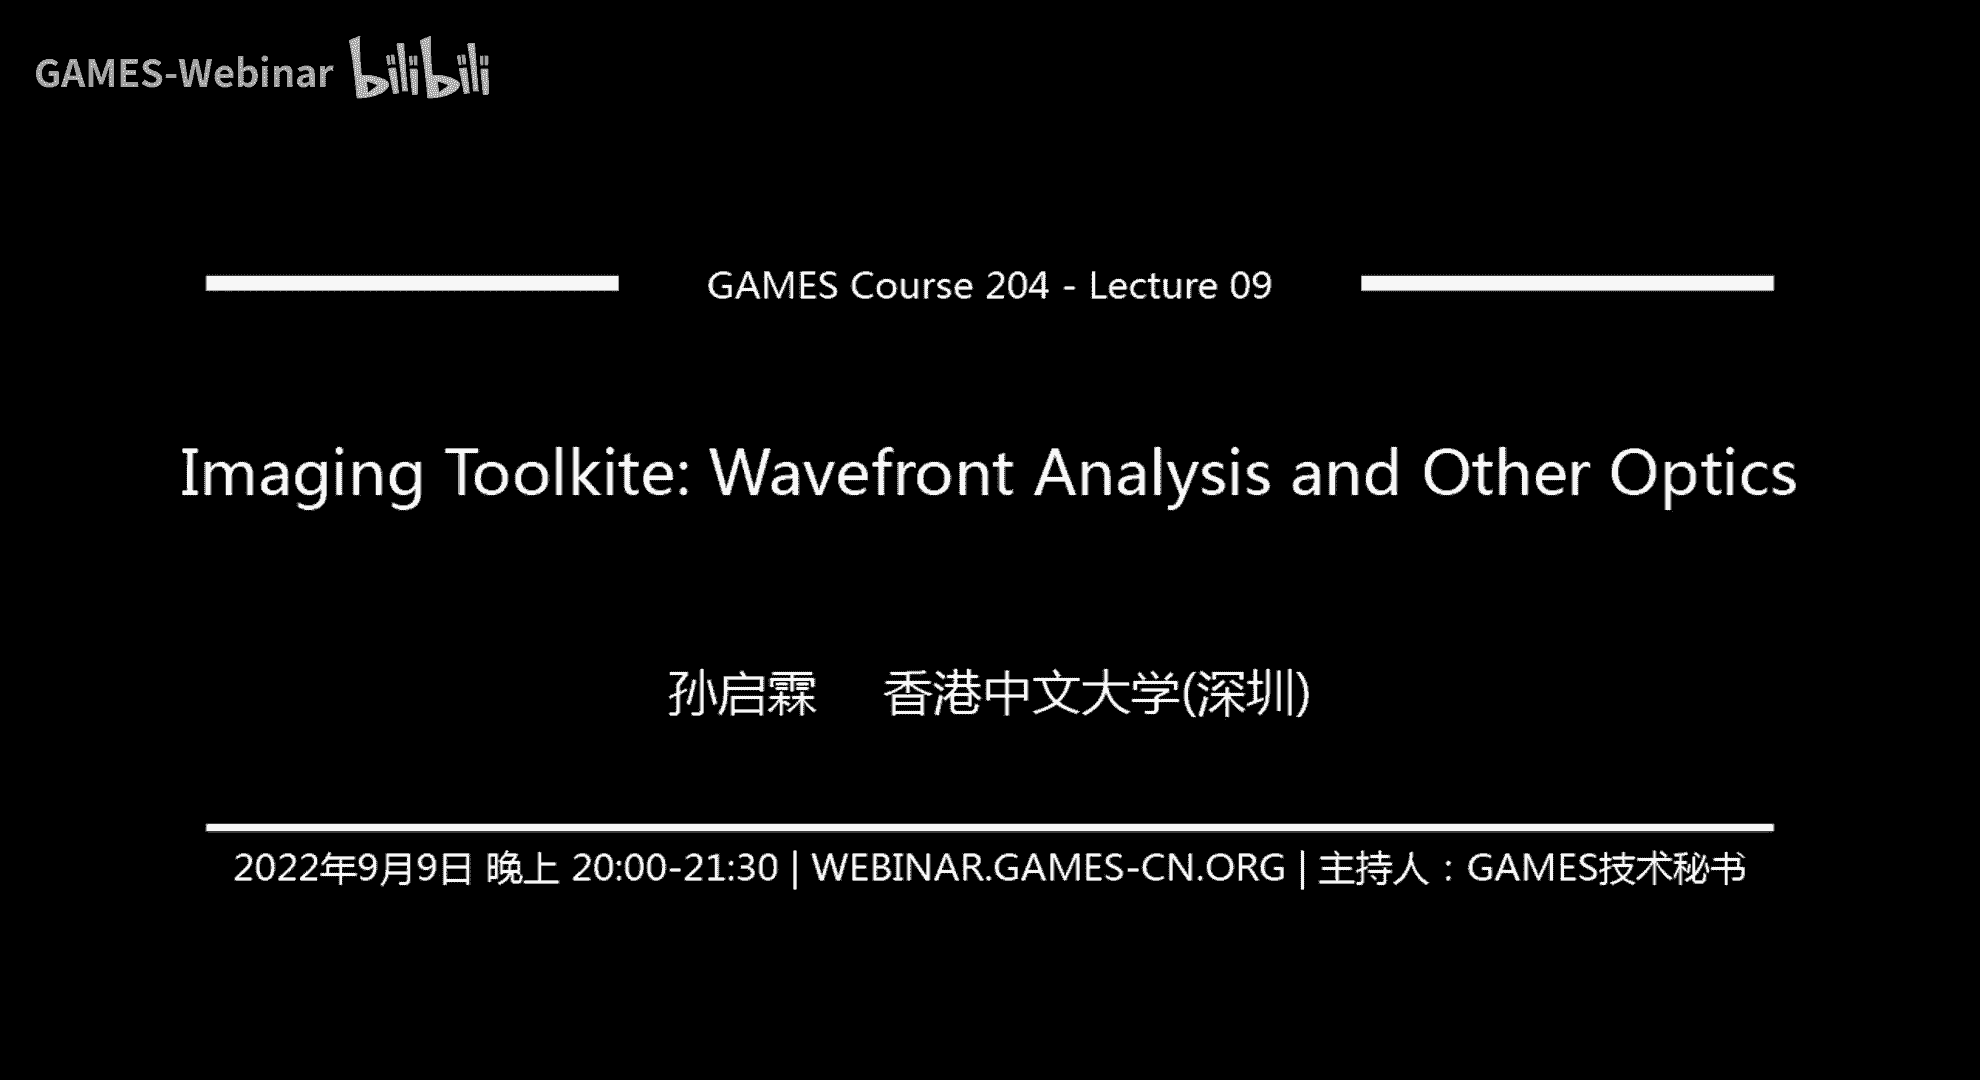 GAMES-Webinar bilibili
GAMES Course 204 - Lecture 09
Imaging Toolkite: Wavefront Analysis and Other Optics
孙启霖 香港中文大学(深圳)
2022年9月9日 晚上 20:00-21:30 | WEBINAR.GAMES-CN.ORG | 主持人：GAMES技术秘书